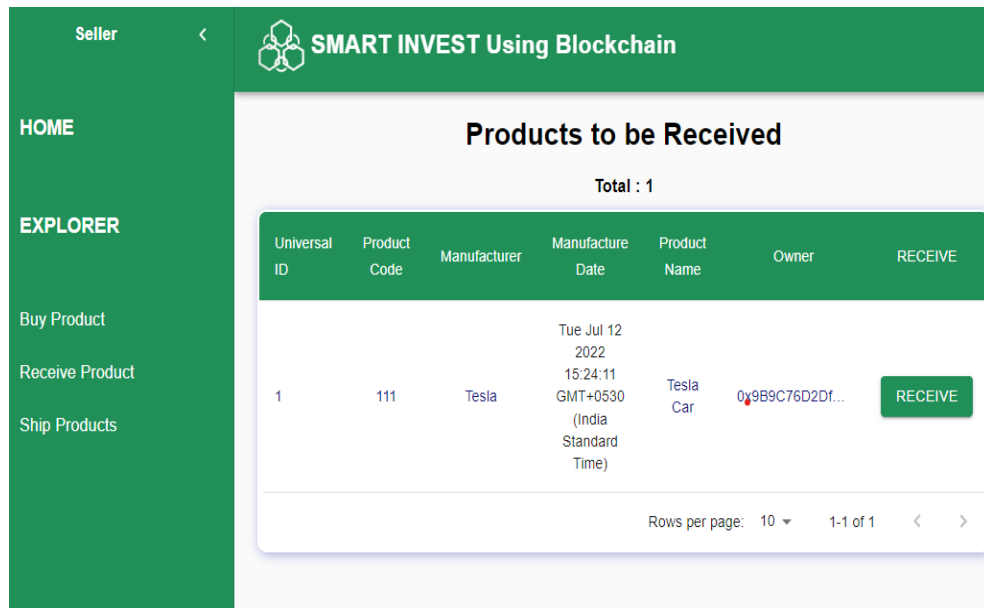 Seller
SMART INVEST Using Blockchain
HOME
EXPLORER
Buy Product
Receive Product
Ship Products
Products to be Received
Total : 1
Universal
ID
Product
Code
Manufacturer
Manufacture
Date
Product
Name
Owner
RECEIVE
1
111
Tesla
Tue Jul 12
2022
15:24:11
GMT+0530
(India
Standard
Time)
Tesla
Car
0x9B9C76D2Df...
RECEIVE
Rows per page: 10 1-1 of 1